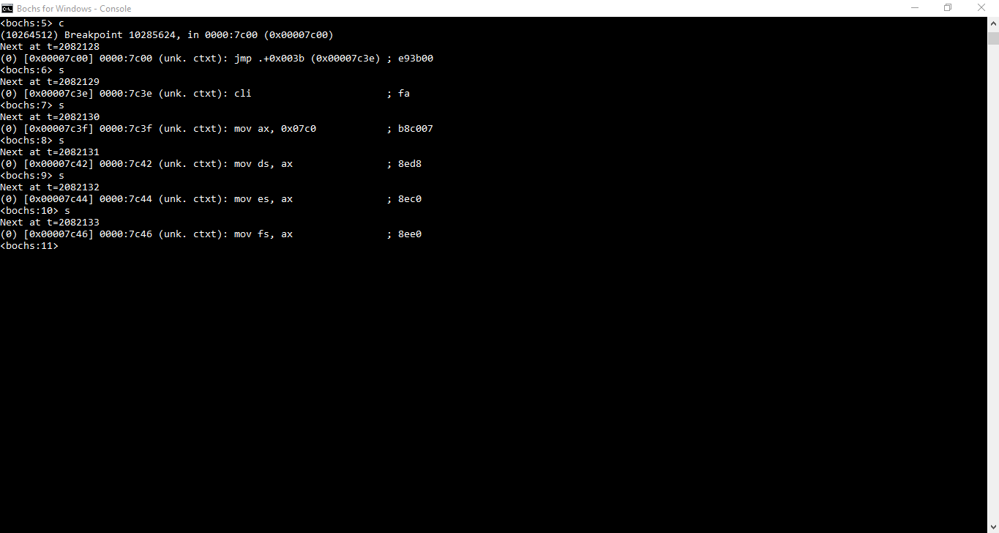 Bochs for Windows - Console
<bochs:5> c
(10264512) Breakpoint 10285624, in 0000:7c00 (0x00007c00)
Next at t=2082128
(0) [0x00007c00] 0000:7c00 (unk. ctxt): jmp .+0x003b (0x00007c3e) ; e93b00
<bochs:6> s
Next at t=2082129
(0) [0x00007c3e] 0000:7c3e (unk. ctxt): cli                       ; fa
<bochs:7> s
Next at t=2082130
(0) [0x00007c3f] 0000:7c3f (unk. ctxt): mov ax, 0x07c0            ; b8c007
<bochs:8> s
Next at t=2082131
(0) [0x00007c42] 0000:7c42 (unk. ctxt): mov ds, ax                ; 8ed8
<bochs:9> s
Next at t=2082132
(0) [0x00007c44] 0000:7c44 (unk. ctxt): mov es, ax                ; 8ec0
<bochs:10> s
Next at t=2082133
(0) [0x00007c46] 0000:7c46 (unk. ctxt): mov fs, ax                ; 8ee0
<bochs:11>